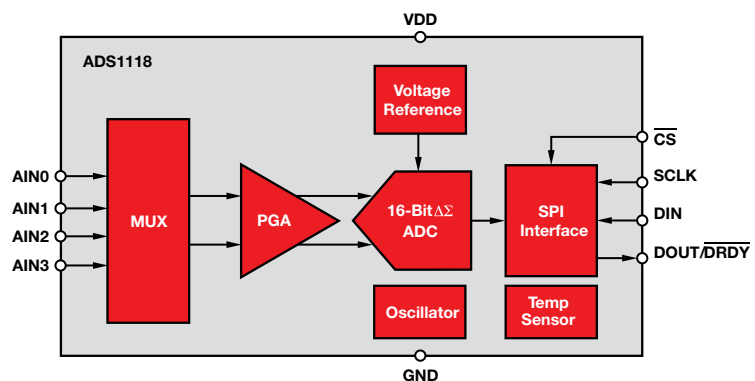 VDD
ADS1118
Voltage
Reference
CS
AIN0
SCLK
AIN1
MUX
PGA
16-Bit ΔΣ
ADC
SPI
Interface
DIN
AIN2
AIN3
DOUT/DRDY
Oscillator
Temp
Sensor
GND